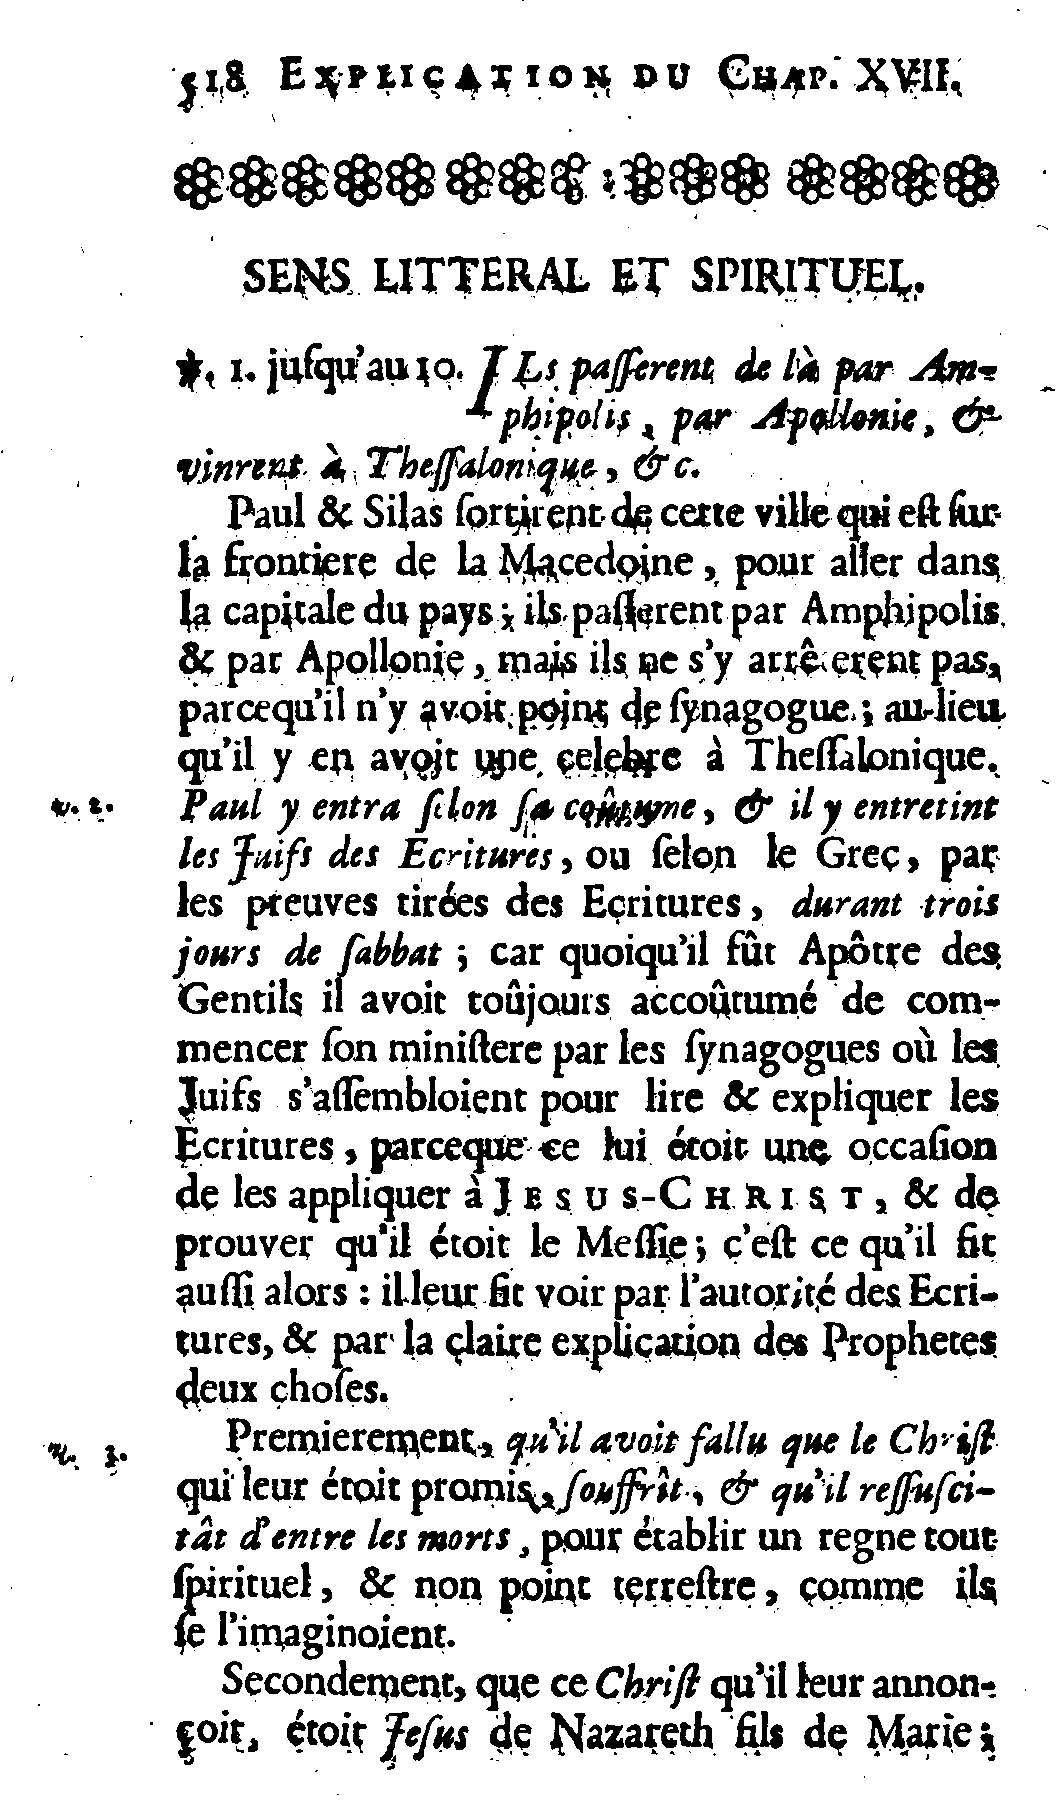 518 EXPLICATION DU CHAP. XVII.
SENS LITTERAL ET SPIRITUEL.
℣. 1. juſqu'au 10. ILs paſſerent de là par Am-
phipolis, par Apollonie, &
vinrent à Theſſalonique, &c.
Paul & Silas ſortirent de cette ville qui eſt ſur
la frontiere de la Macedoine, pour aller dans
la capitale du pays; ils paſſerent par Amphipolis
& par Apollonie, mais ils ne s'y arrêterent pas,
parcequ'il n'y avoit point de ſynagogue; au-lieu
qu'il y en avoit une celebre à Theſſalonique.
v. 2. Paul y entra ſelon ſa coûtume, & il y entretint
les Juifs des Ecritures, ou ſelon le Grec, par
les preuves tirées des Ecritures, durant trois
jours de ſabbat; car quoiqu'il fût Apôtre des
Gentils il avoit toûjours accoûtumé de com-
mencer ſon miniſtere par les ſynagogues où les
Juifs s'aſſembloient pour lire & expliquer les
Ecritures, parceque ce lui étoit une occaſion
de les appliquer à JESUS-CHRIST, & de
prouver qu'il étoit le Meſſie; c'eſt ce qu'il fit
auſſi alors: il leur fit voir par l'autorité des Ecri-
tures, & par la claire explication des Prophetes
deux choſes.
v. 3. Premierement, qu'il avoit fallu que le Chriſt
qui leur étoit promis, ſouffrît, & qu'il reſſuſci-
tât d'entre les morts, pour établir un regne tout
ſpirituel, & non point terreſtre, comme ils
ſe l'imaginoient.
Secondement, que ce Chriſt qu'il leur annon-
çoit, étoit Jeſus de Nazareth fils de Marie;